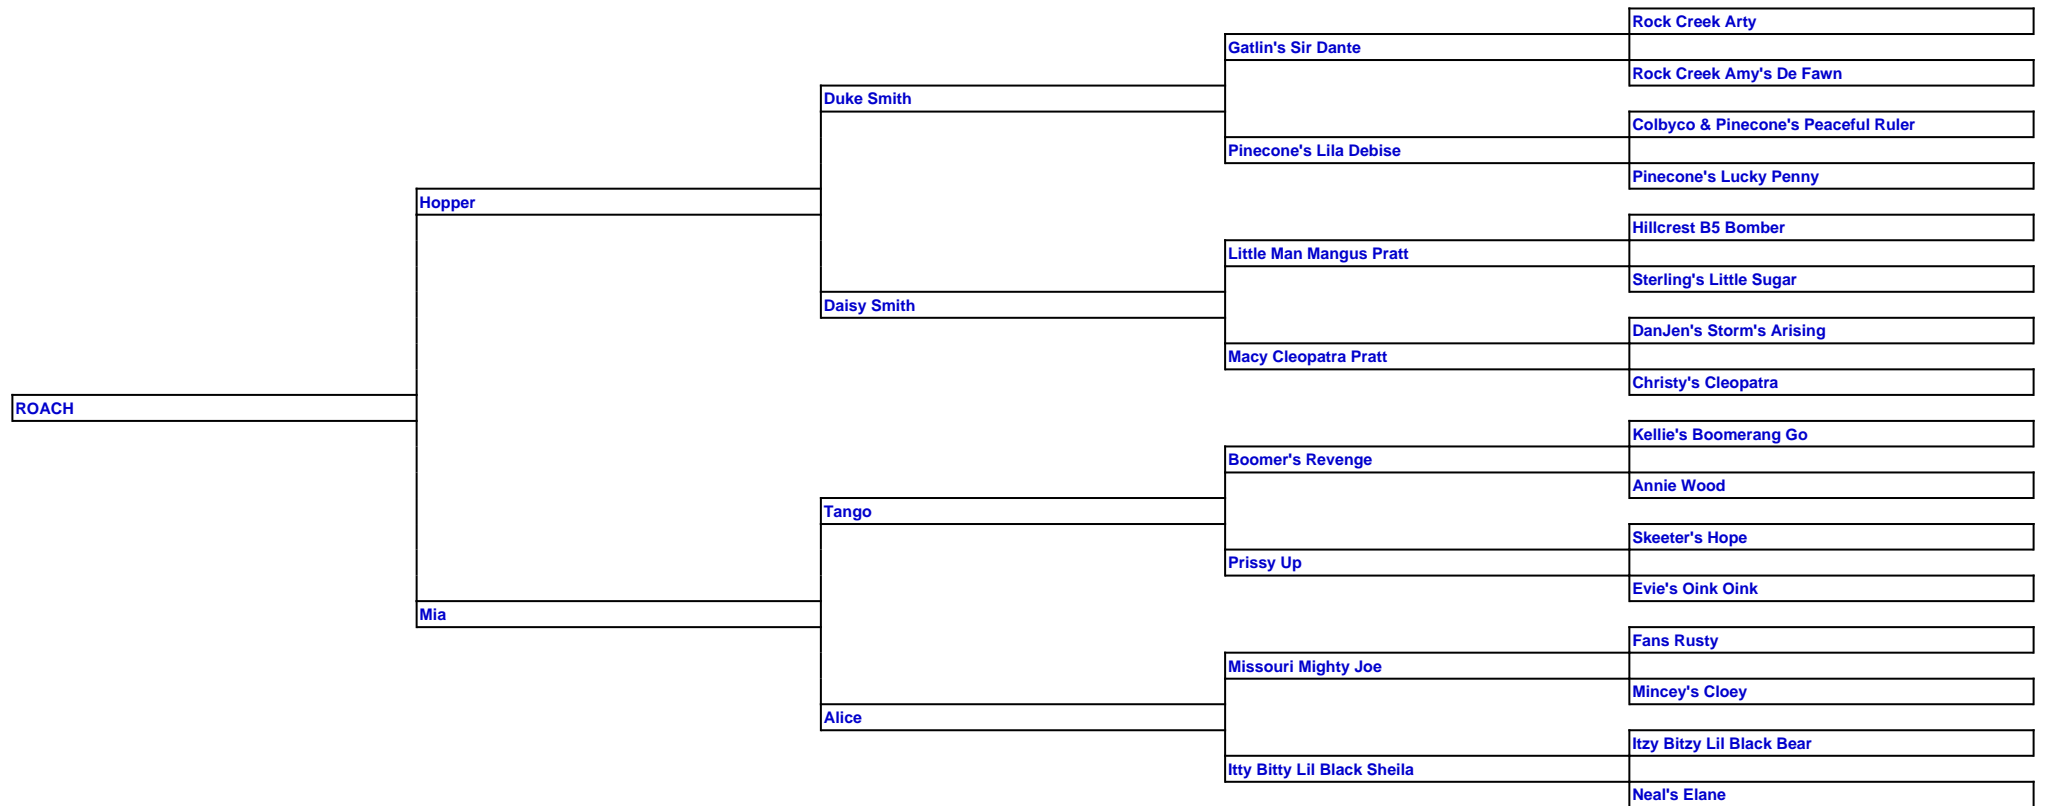 Rock Creek Arty
Gatlin's Sir Dante
Rock Creek Amy's De Fawn
Duke Smith
Colbyco & Pinecone's Peaceful Ruler
Pinecone's Lila Debise
Pinecone's Lucky Penny
Hopper
Hillcrest B5 Bomber
Little Man Mangus Pratt
Sterling's Little Sugar
Daisy Smith
DanJen's Storm's Arising
Macy Cleopatra Pratt
Christy's Cleopatra
ROACH
Kellie's Boomerang Go
Boomer's Revenge
Annie Wood
Tango
Skeeter's Hope
Prissy Up
Evie's Oink Oink
Mia
Fans Rusty
Missouri Mighty Joe
Mincey's Cloey
Alice
Itzy Bitzy Lil Black Bear
Itty Bitty Lil Black Sheila
Neal's Elane